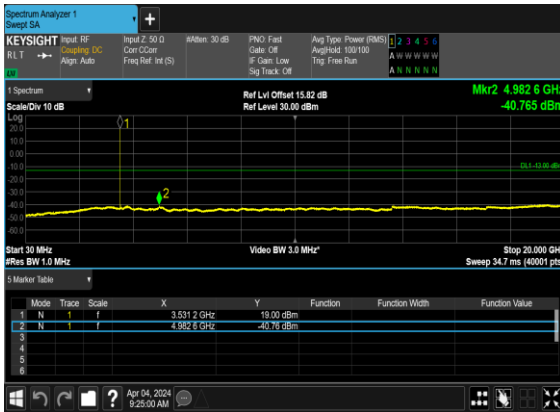 Spectrum Analyzer 1
Swept SA
+
KEYSIGHT
RLT
Input: RF
Coupling: DC
Align: Auto
Input Z: 50 Ω
Corr CCorr
Freq Ref: Int (S)
#Atten: 30 dB
PNO: Fast
Gate: Off
IF Gain: Low
Sig Track: Off
Avg Type: Power (RMS)
Avg|Hold: 100/100
Trig: Free Run
1 2 3 4 5 6
A W W W W W
A N N N N N
1 Spectrum
Scale/Div 10 dB
Ref Lvl Offset 15.82 dB
Ref Level 30.00 dBm
Mkr2 4.982 6 GHz
-40.765 dBm
Log
20.0
10.0
0.00
-10.0
-20.0
-30.0
-40.0
-50.0
-60.0
1
2
DL1 -13.00 dBm
Start 30 MHz
#Res BW 1.0 MHz
Video BW 3.0 MHz*
Stop 20.000 GH
Sweep 34.7 ms (40001 pts
5 Marker Table
Mode Trace Scale X Y Function Function Width Function Value
1 N 1 f 3.531 2 GHz 19.00 dBm
2 N 1 f 4.982 6 GHz -40.76 dBm
3
4
5
6
?
Apr 04, 2024
9:25:00 AM